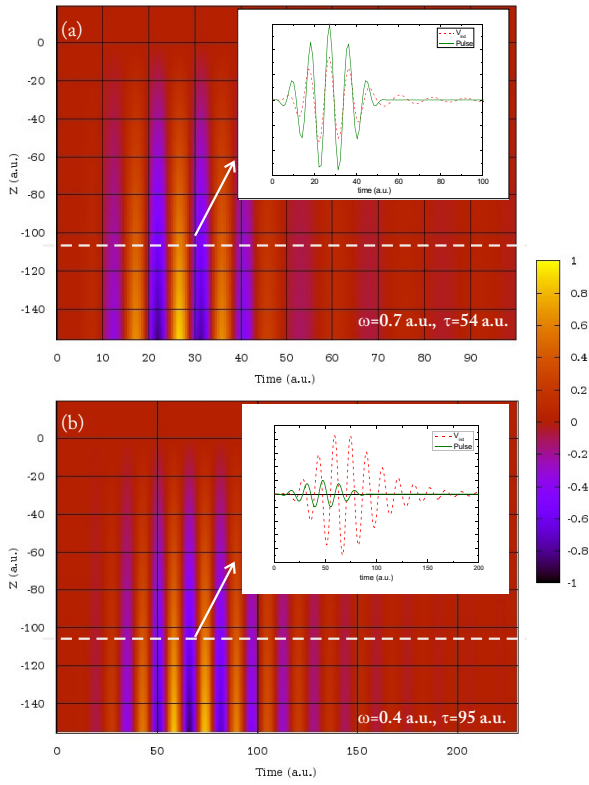 (a)
0
-20
-40
-60
-80
-100
-120
-140
Z (a.u.)
0 10 20 30 40 50 60 70 80 90
Time (a.u.)
ω=0.7 a.u., τ=54 a.u.
V_ind
Pulse
0 20 40 60 80 100
time (a.u.)
1
0.8
0.6
0.4
0.2
0
-0.2
-0.4
-0.6
-0.8
-1
(b)
0
-20
-40
-60
-80
-100
-120
-140
Z (a.u.)
0 50 100 150 200
Time (a.u.)
ω=0.4 a.u., τ=95 a.u.
V_ind
Pulse
0 50 100 150 200
time (a.u.)